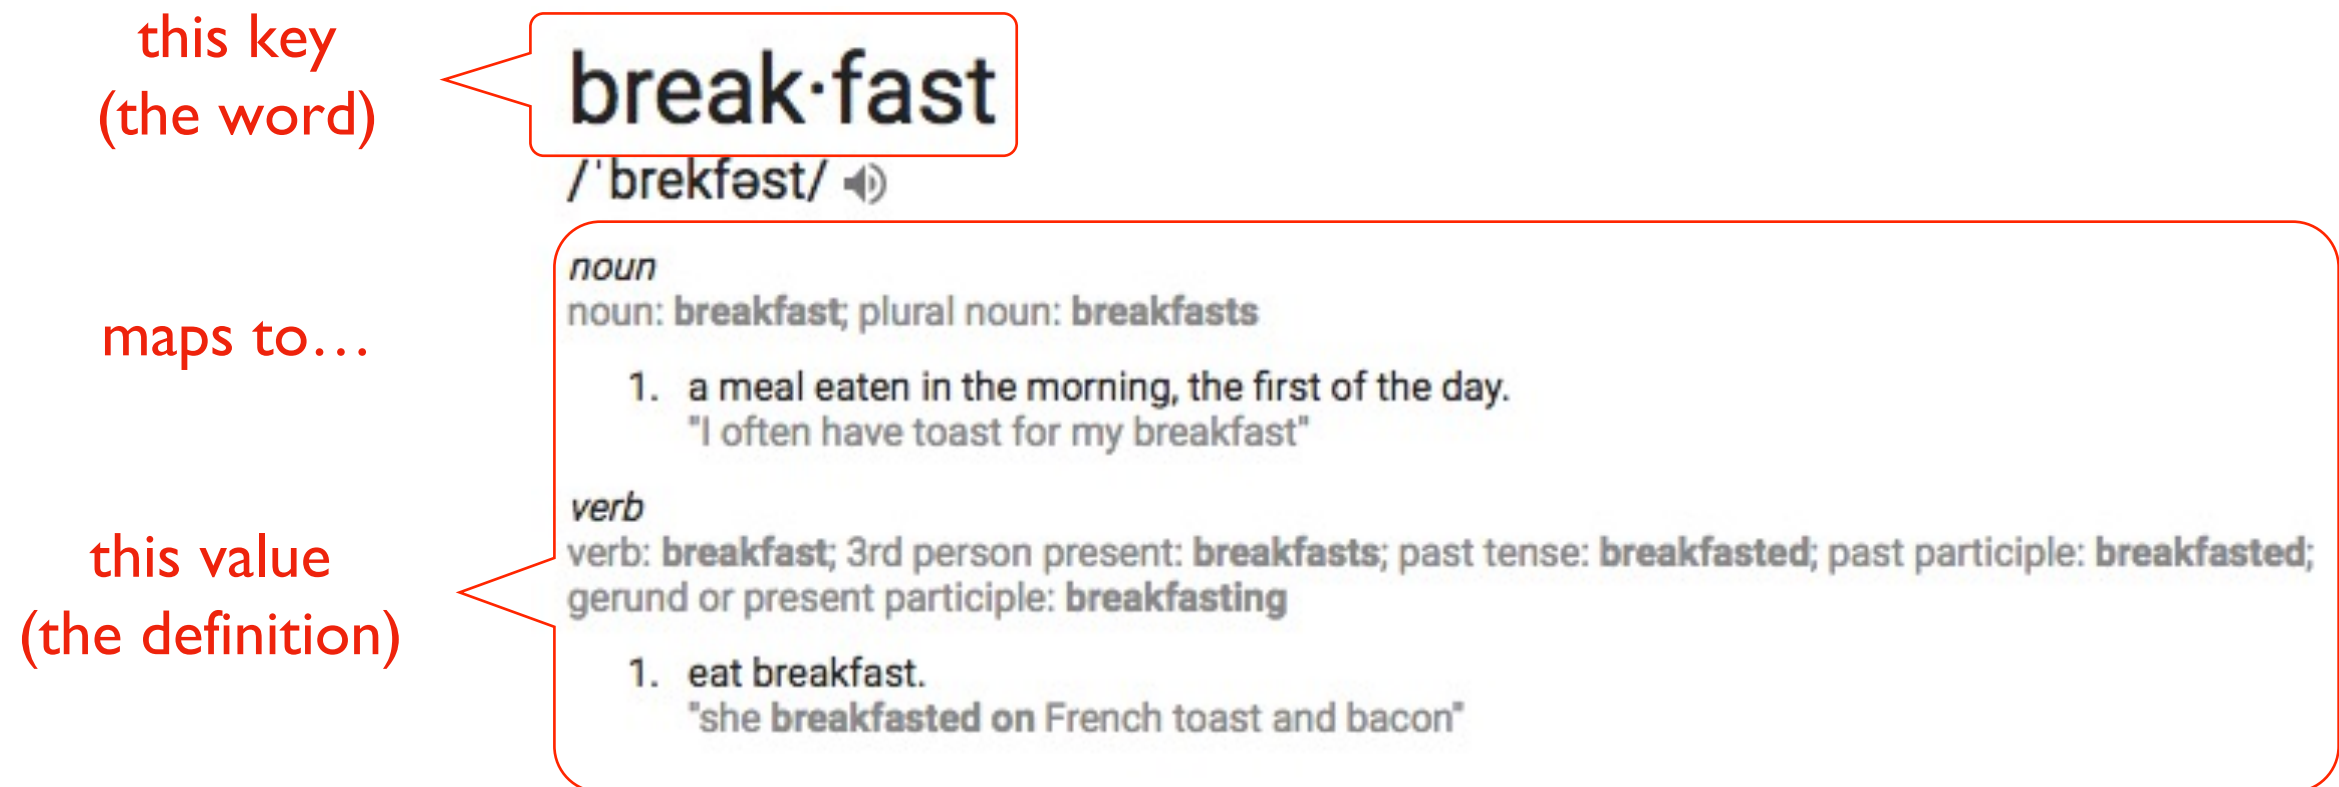 this key
(the word)
break·fast
/ˈbrekfəst/
noun
noun: breakfast; plural noun: breakfasts
maps to…
1. a meal eaten in the morning, the first of the day.
"I often have toast for my breakfast"
verb
this value
(the definition)
verb: breakfast; 3rd person present: breakfasts; past tense: breakfasted; past participle: breakfasted;
gerund or present participle: breakfasting
1. eat breakfast.
"she breakfasted on French toast and bacon"